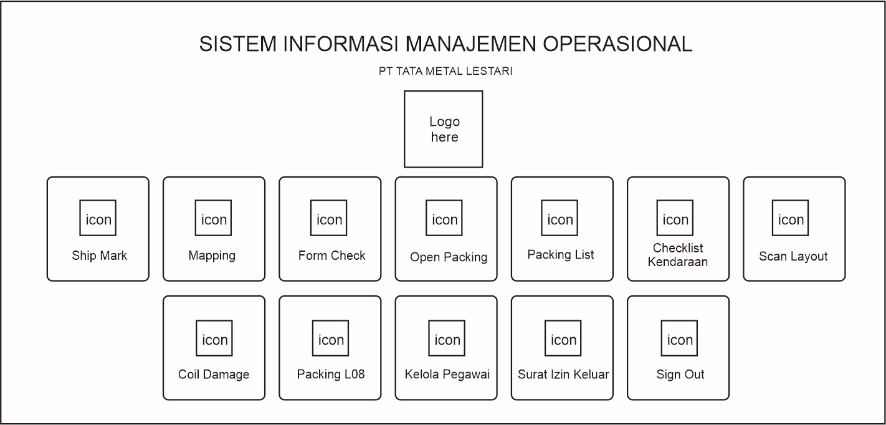 SISTEM INFORMASI MANAJEMEN OPERASIONAL
PT TATA METAL LESTARI
Logo
here
icon
Ship Mark
icon
Mapping
icon
Form Check
icon
Open Packing
icon
Packing List
icon
Checklist
Kendaraan
icon
Scan Layout
icon
Coil Damage
icon
Packing L08
icon
Kelola Pegawai
icon
Surat Izin Keluar
icon
Sign Out